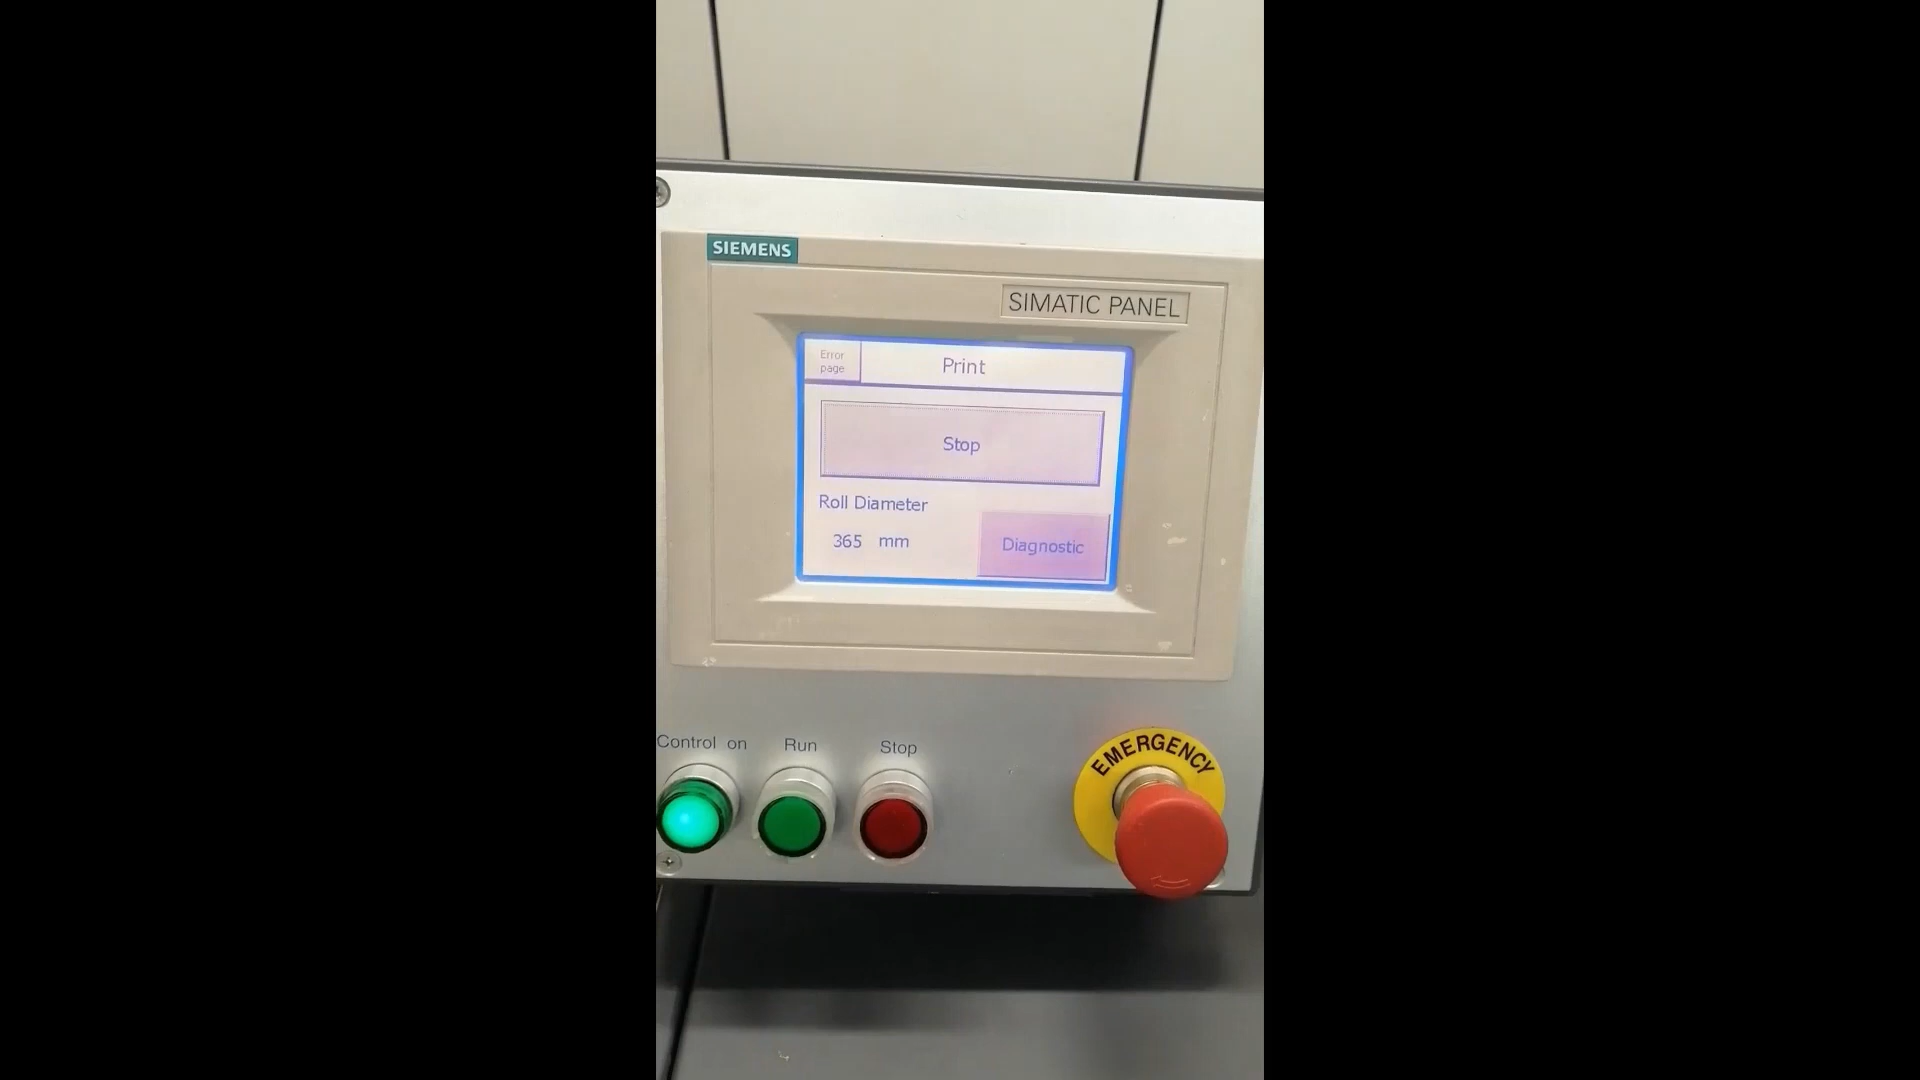 SIEMENS
SIMATIC PANEL
Error
page
Print
Stop
Roll Diameter
365 mm
Diagnostic
Control on
Run
Stop
EMERGENCY